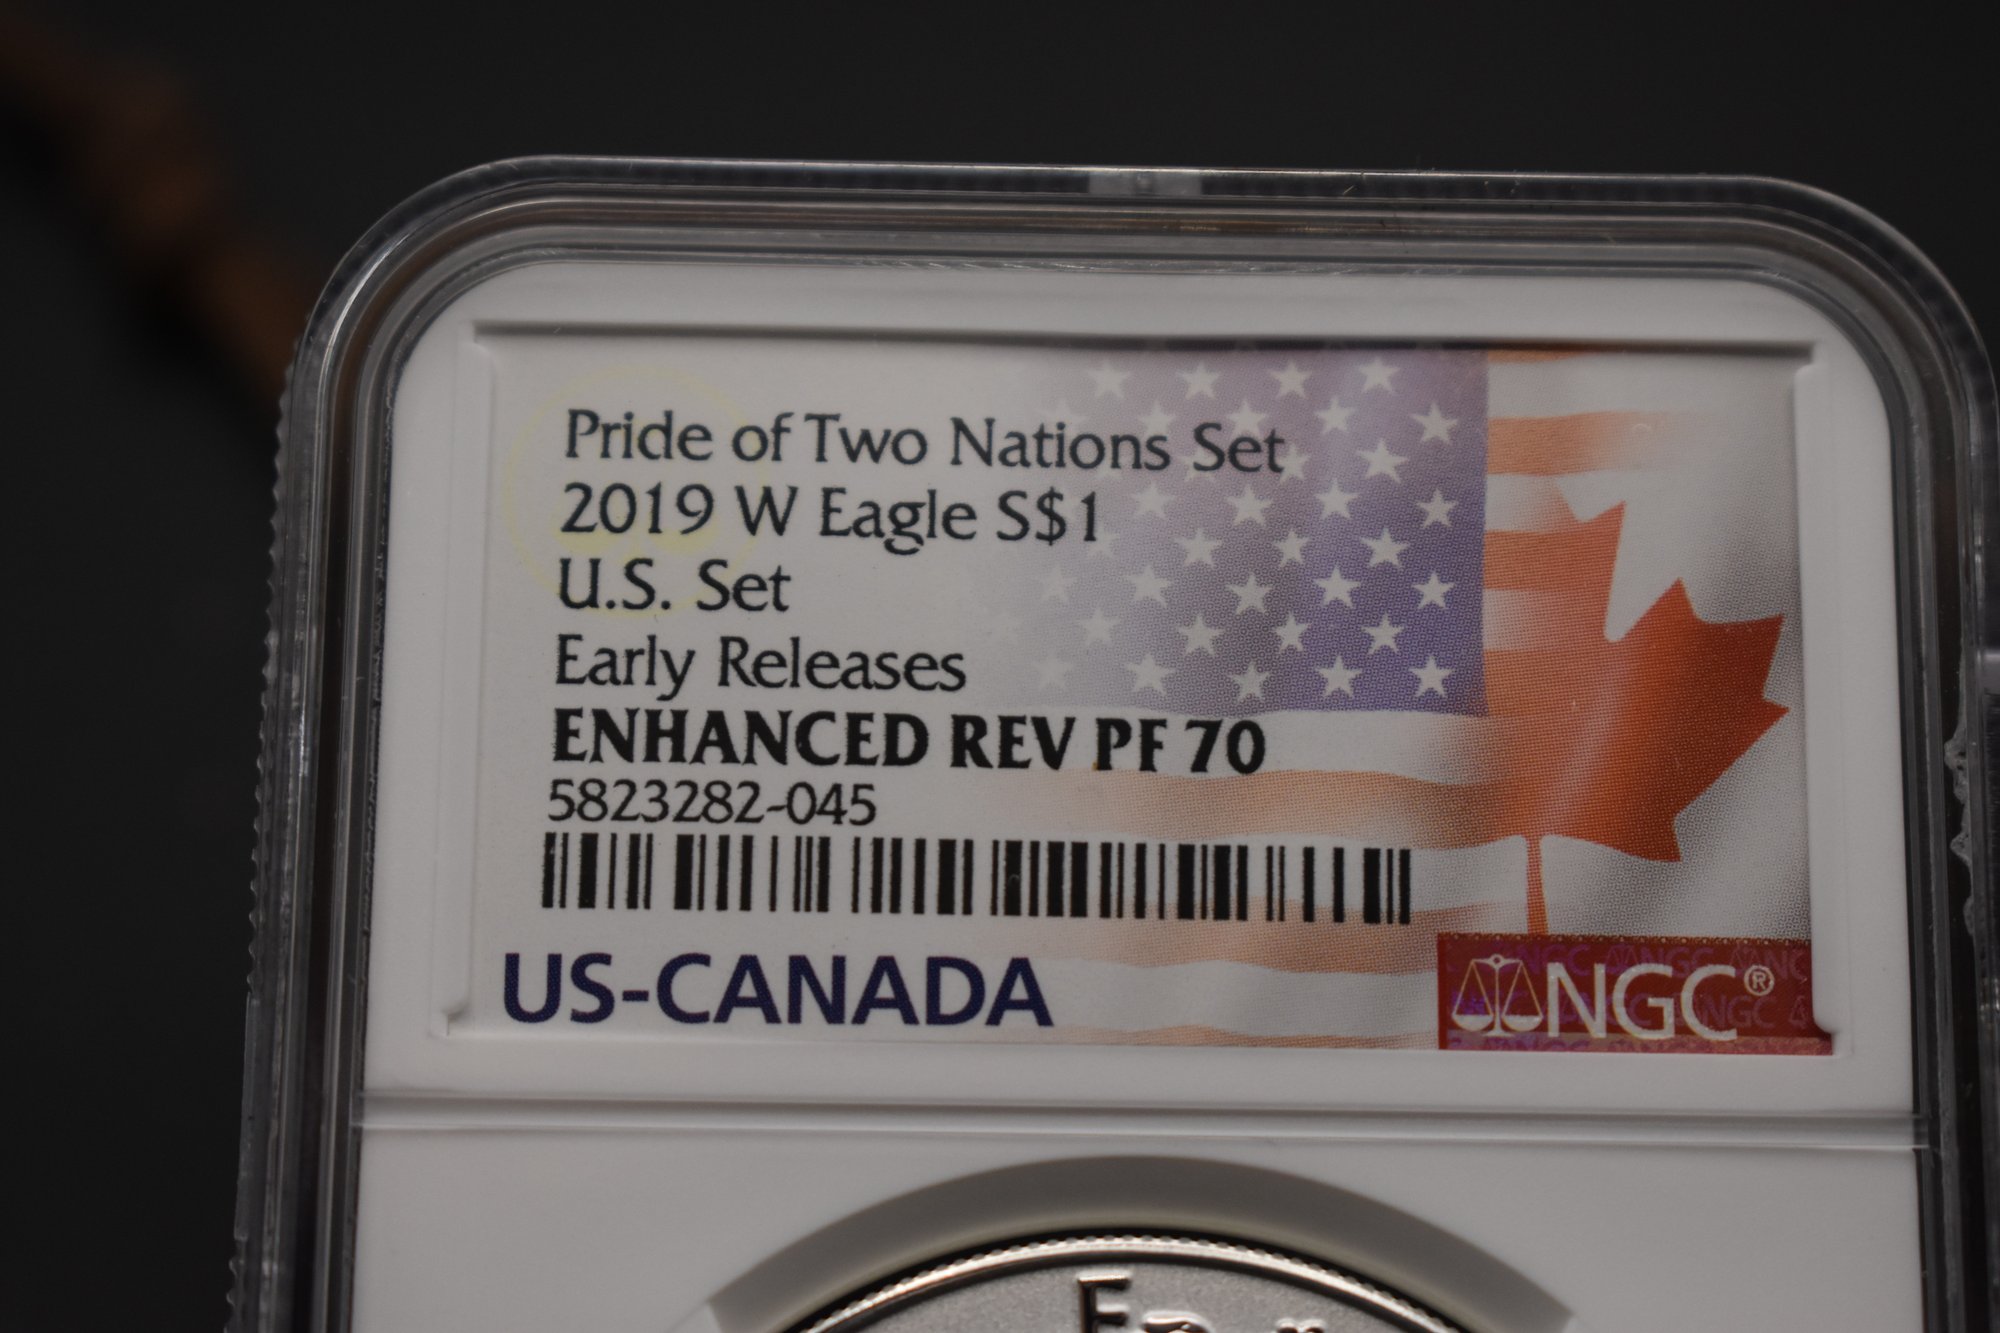 Pride of Two Nations Set
2019 W Eagle S$1
U.S. Set
Early Releases
ENHANCED REV PF 70
5823282-045
US-CANADA
NGC®